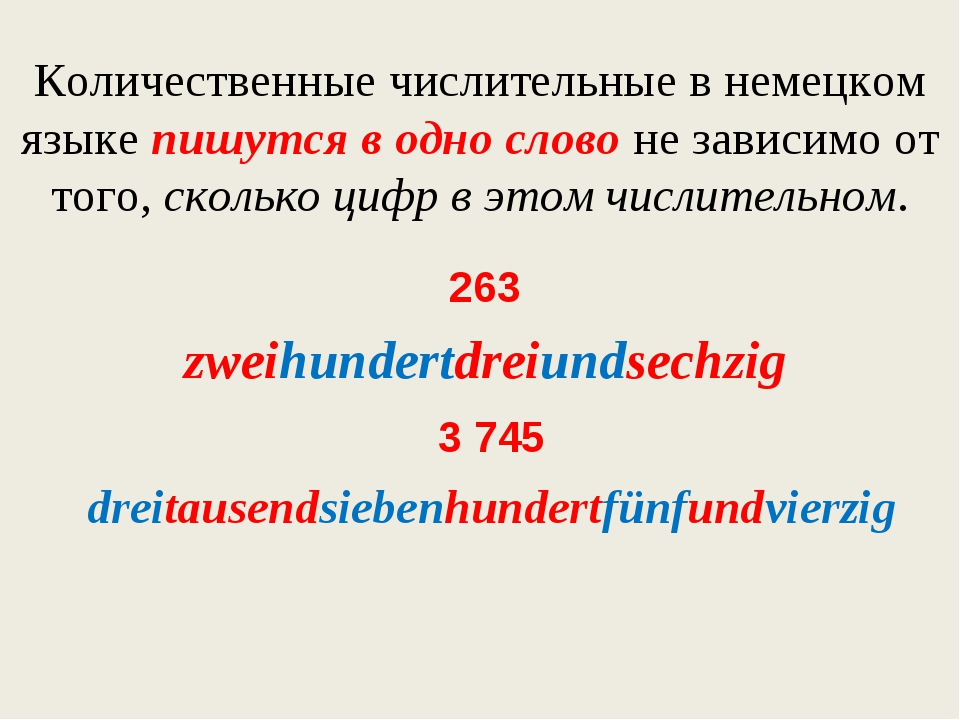 Количественные числительные в немецком
языке пишутся в одно слово не зависимо от
того, сколько цифр в этом числительном.
263
zweihundertdreiundsechzig
3 745
dreitausendsiebenhundertfünfundvierzig